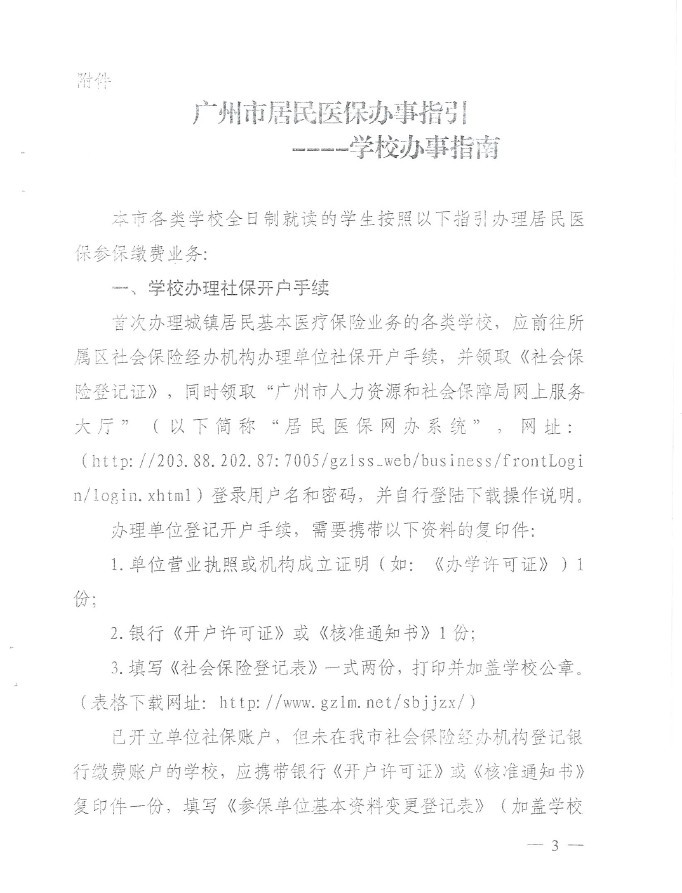 附件
广州市居民医保办事指引
----学校办事指南
本市各类学校全日制就读的学生按照以下指引办理居民医
保参保缴费业务：
一、学校办理社保开户手续
首次办理城镇居民基本医疗保险业务的各类学校，应前往所
属区社会保险经办机构办理单位社保开户手续，并领取《社会保
险登记证》，同时领取“广州市人力资源和社会保障局网上服务
大厅”（以下简称“居民医保网办系统”，网址：
（http://203.88.202.87:7005/gzlss_web/business/frontLogi
n/login.xhtml）登录用户名和密码，并自行登陆下载操作说明。
办理单位登记开户手续，需要携带以下资料的复印件：
1.单位营业执照或机构成立证明（如：《办学许可证》）1
份；
2.银行《开户许可证》或《核准通知书》1份；
3.填写《社会保险登记表》一式两份，打印并加盖学校公章。
（表格下载网址：http://www.gzlm.net/sbjjzx/）
已开立单位社保账户，但未在我市社会保险经办机构登记银
行缴费账户的学校，应携带银行《开户许可证》或《核准通知书》
复印件一份，填写《参保单位基本资料变更登记表》（加盖学校
— 3 —